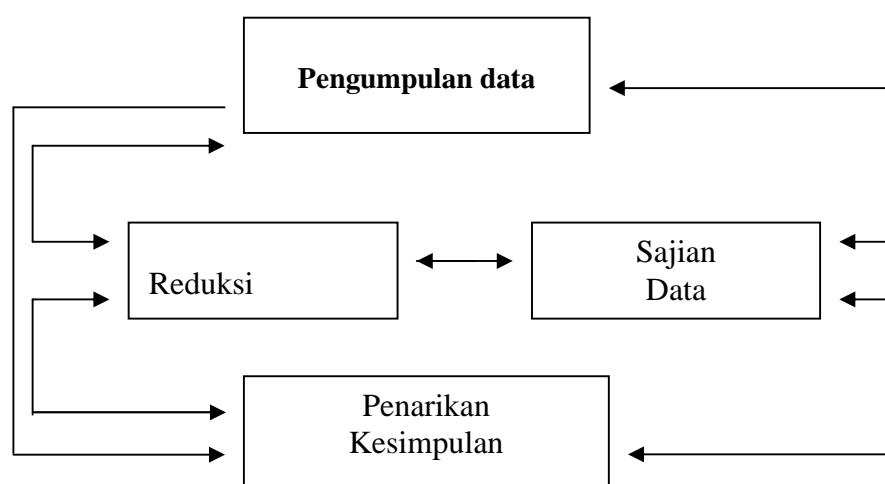 Pengumpulan data
Reduksi
Sajian
Data
Penarikan
Kesimpulan